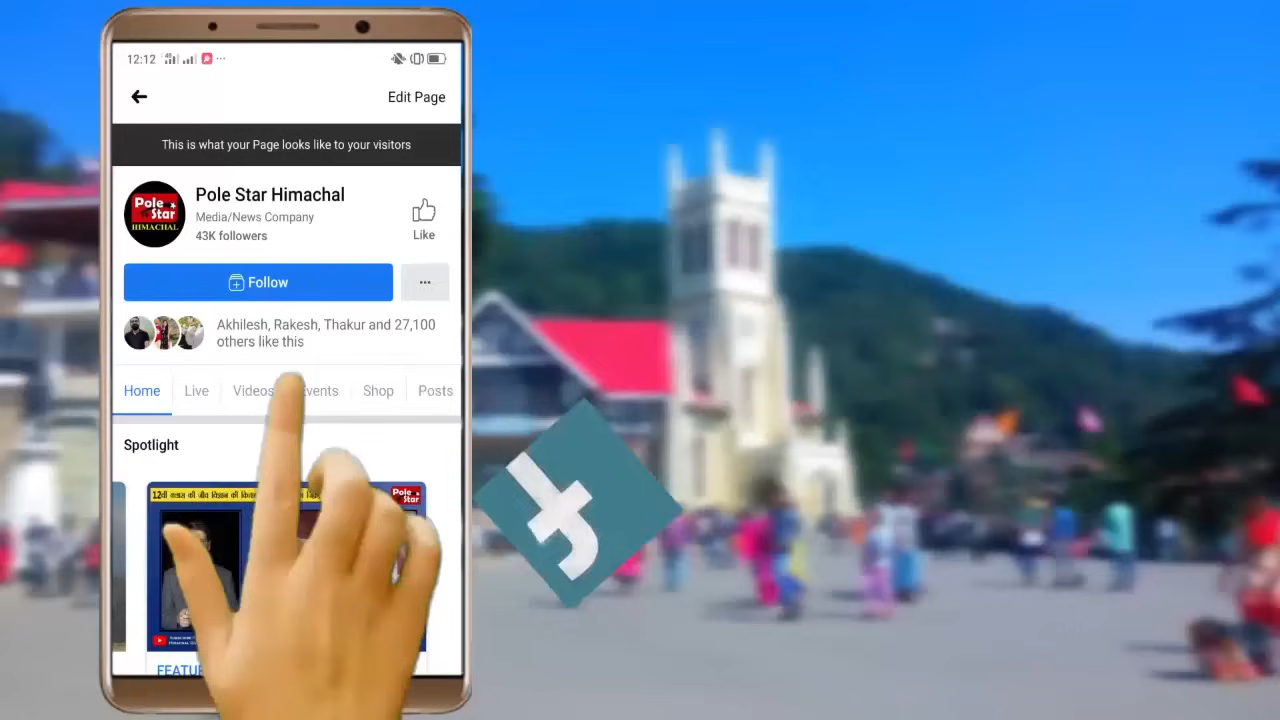 12:12
Edit Page
This is what your Page looks like to your visitors
Pole Star Himachal
Media/News Company
43K followers
Like
Pole
Star
HIMACHAL
Follow
Akhilesh, Rakesh, Thakur and 27,100
others like this
Home Live Videos Shop Posts
Spotlight
12वीं कक्षा की जीव विज्ञान की
Pole
Star